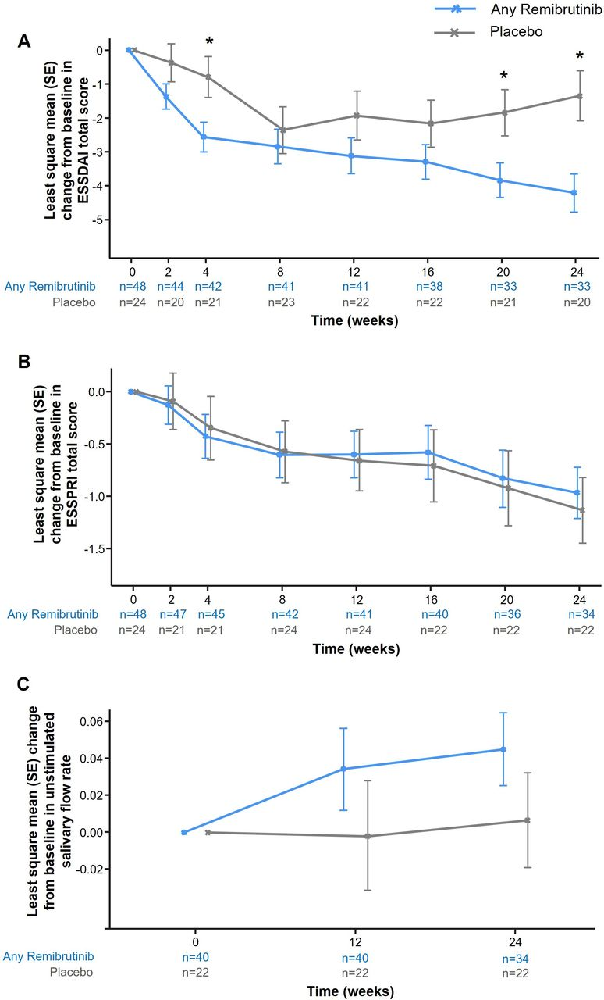 Any Remibrutinib
Placebo
A
Least square mean (SE)
change from baseline in
ESSDAI total score
0
-1
-2
-3
-4
-5
*
*
*
0 2 4 8 12 16 20 24
Any Remibrutinib n=48 n=44 n=42 n=41 n=41 n=38 n=33 n=33
Placebo n=24 n=20 n=21 n=23 n=22 n=22 n=21 n=20
Time (weeks)
B
Least square mean (SE)
change from baseline in
ESSPRI total score
0.0
-0.5
-1.0
-1.5
0 2 4 8 12 16 20 24
Any Remibrutinib n=48 n=47 n=45 n=42 n=41 n=40 n=36 n=34
Placebo n=24 n=21 n=21 n=24 n=24 n=22 n=22 n=22
Time (weeks)
C
Least square mean (SE) change
from baseline in unstimulated
salivary flow rate
0.06
0.04
0.02
0.00
-0.02
0 12 24
Any Remibrutinib n=40 n=40 n=34
Placebo n=22 n=22 n=22
Time (weeks)